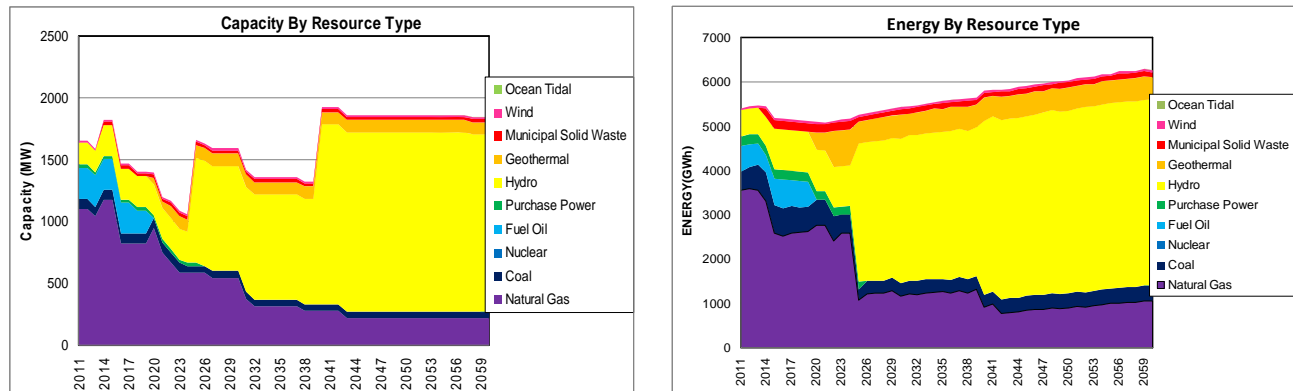 Capacity By Resource Type
2500
2000
1500
1000
500
0
Capacity (MW)
2011
2014
2017
2020
2023
2026
2029
2032
2035
2038
2041
2044
2047
2050
2053
2056
2059
Ocean Tidal
Wind
Municipal Solid Waste
Geothermal
Hydro
Purchase Power
Fuel Oil
Nuclear
Coal
Natural Gas
Energy By Resource Type
7000
6000
5000
4000
3000
2000
1000
0
ENERGY(GWh)
2011
2014
2017
2020
2023
2026
2029
2032
2035
2038
2041
2044
2047
2050
2053
2056
2059
Ocean Tidal
Wind
Municipal Solid Waste
Geothermal
Hydro
Purchase Power
Fuel Oil
Nuclear
Coal
Natural Gas